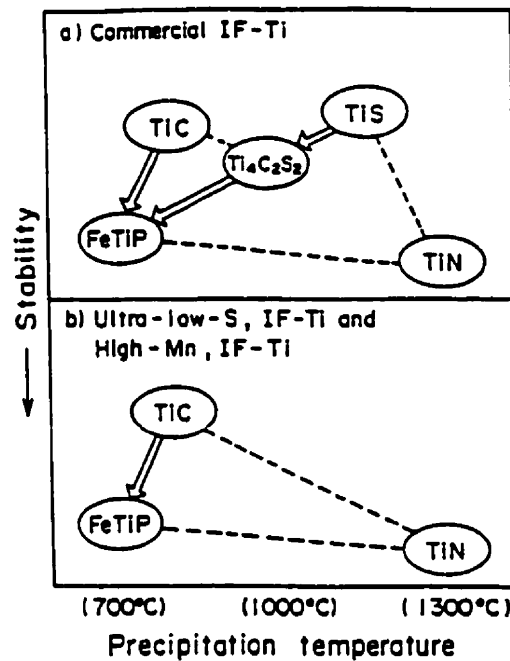 a) Commercial IF-Ti
TiC
TiS
Ti₄C₂S₂
FeTiP
TiN
← Stability
b) Ultra-low-S, IF-Ti and
High-Mn, IF-Ti
TiC
FeTiP
TiN
(700°C) (1000°C) (1300°C)
Precipitation temperature